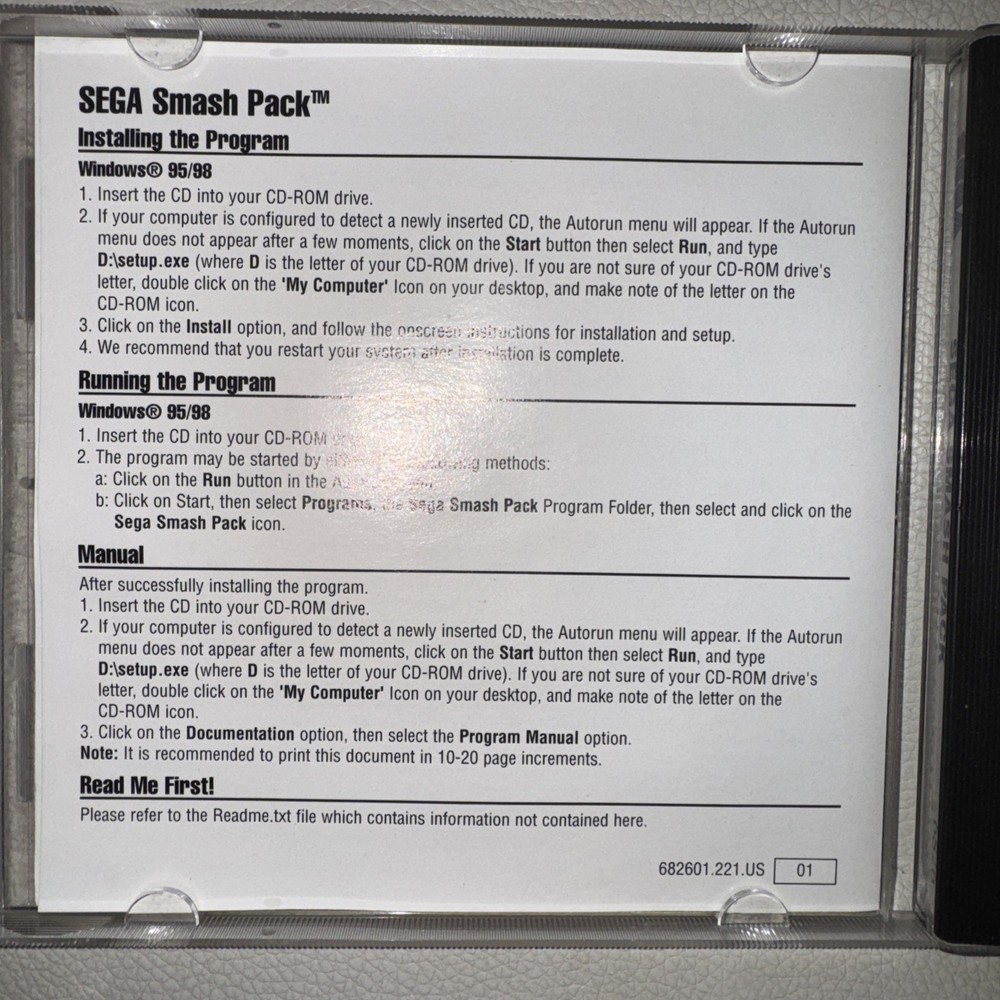 SEGA Smash Pack™
Installing the Program
Windows® 95/98
1. Insert the CD into your CD-ROM drive.
2. If your computer is configured to detect a newly inserted CD, the Autorun menu will appear. If the Autorun
menu does not appear after a few moments, click on the Start button then select Run, and type
D:\setup.exe (where D is the letter of your CD-ROM drive). If you are not sure of your CD-ROM drive's
letter, double click on the 'My Computer' Icon on your desktop, and make note of the letter on the
CD-ROM icon.
3. Click on the Install option, and follow the onscreen instructions for installation and setup.
4. We recommend that you restart your system after installation is complete.
Running the Program
Windows® 95/98
1. Insert the CD into your CD-ROM
2. The program may be started by methods:
a: Click on the Run button in the
b: Click on Start, then select Programs, the Sega Smash Pack Program Folder, then select and click on the
Sega Smash Pack icon.
Manual
After successfully installing the program.
1. Insert the CD into your CD-ROM drive.
2. If your computer is configured to detect a newly inserted CD, the Autorun menu will appear. If the Autorun
menu does not appear after a few moments, click on the Start button then select Run, and type
D:\setup.exe (where D is the letter of your CD-ROM drive). If you are not sure of your CD-ROM drive's
letter, double click on the 'My Computer' Icon on your desktop, and make note of the letter on the
CD-ROM icon.
3. Click on the Documentation option, then select the Program Manual option.
Note: It is recommended to print this document in 10-20 page increments.
Read Me First!
Please refer to the Readme.txt file which contains information not contained here.
682601.221.US 01